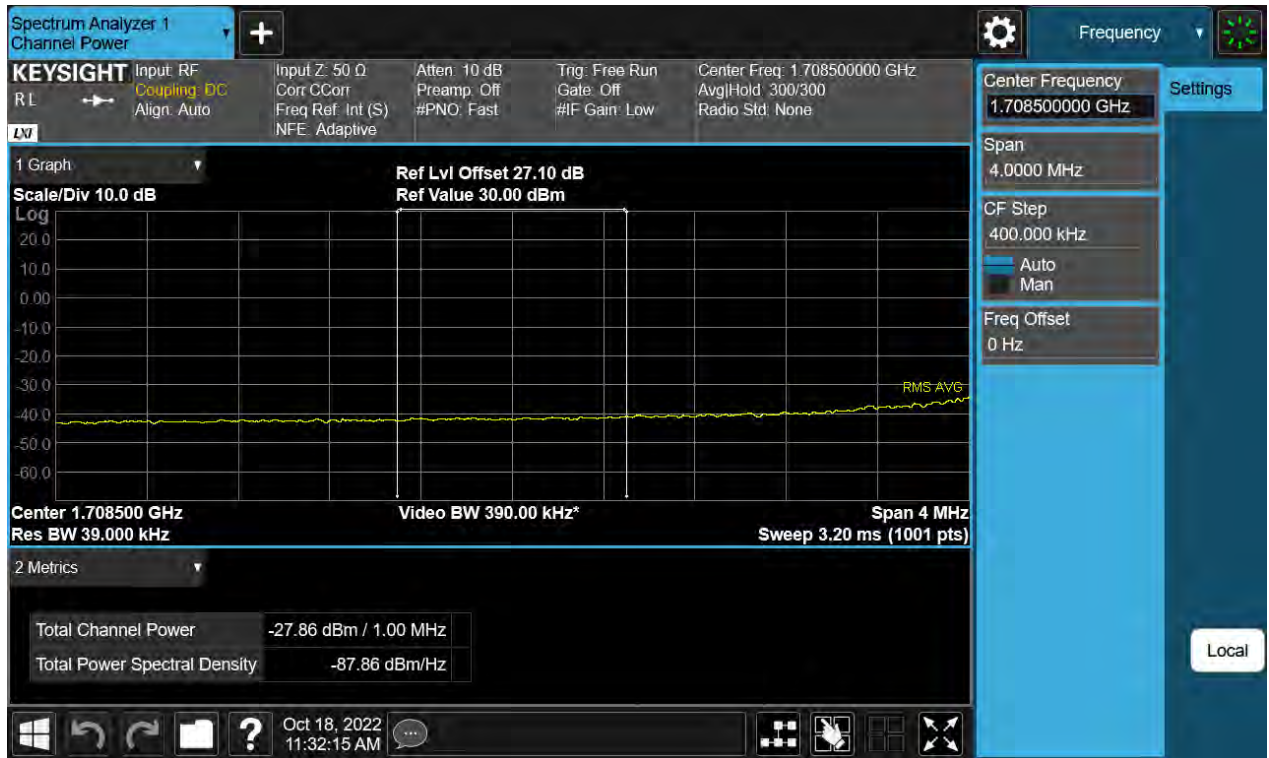 Spectrum Analyzer 1
Channel Power
+
Frequency
KEYSIGHT
RL
LXI
Input: RF
Coupling: DC
Align: Auto
Input Z: 50 Ω
Corr CCorr
Freq Ref: Int (S)
NFE: Adaptive
Atten: 10 dB
Preamp: Off
#PNO: Fast
Trig: Free Run
Gate: Off
#IF Gain: Low
Center Freq: 1.708500000 GHz
Avg|Hold: 300/300
Radio Std: None
Center Frequency
1.708500000 GHz
Settings
Span
4.0000 MHz
CF Step
400.000 kHz
Auto
Man
Freq Offset
0 Hz
Local
1 Graph
Scale/Div 10.0 dB
Ref Lvl Offset 27.10 dB
Ref Value 30.00 dBm
Log
20.0
10.0
0.00
-10.0
-20.0
-30.0
RMS AVG
-40.0
-50.0
-60.0
Center 1.708500 GHz
Video BW 390.00 kHz*
Span 4 MHz
Res BW 39.000 kHz
Sweep 3.20 ms (1001 pts)
2 Metrics
Total Channel Power -27.86 dBm / 1.00 MHz
Total Power Spectral Density -87.86 dBm/Hz
?
Oct 18, 2022
11:32:15 AM